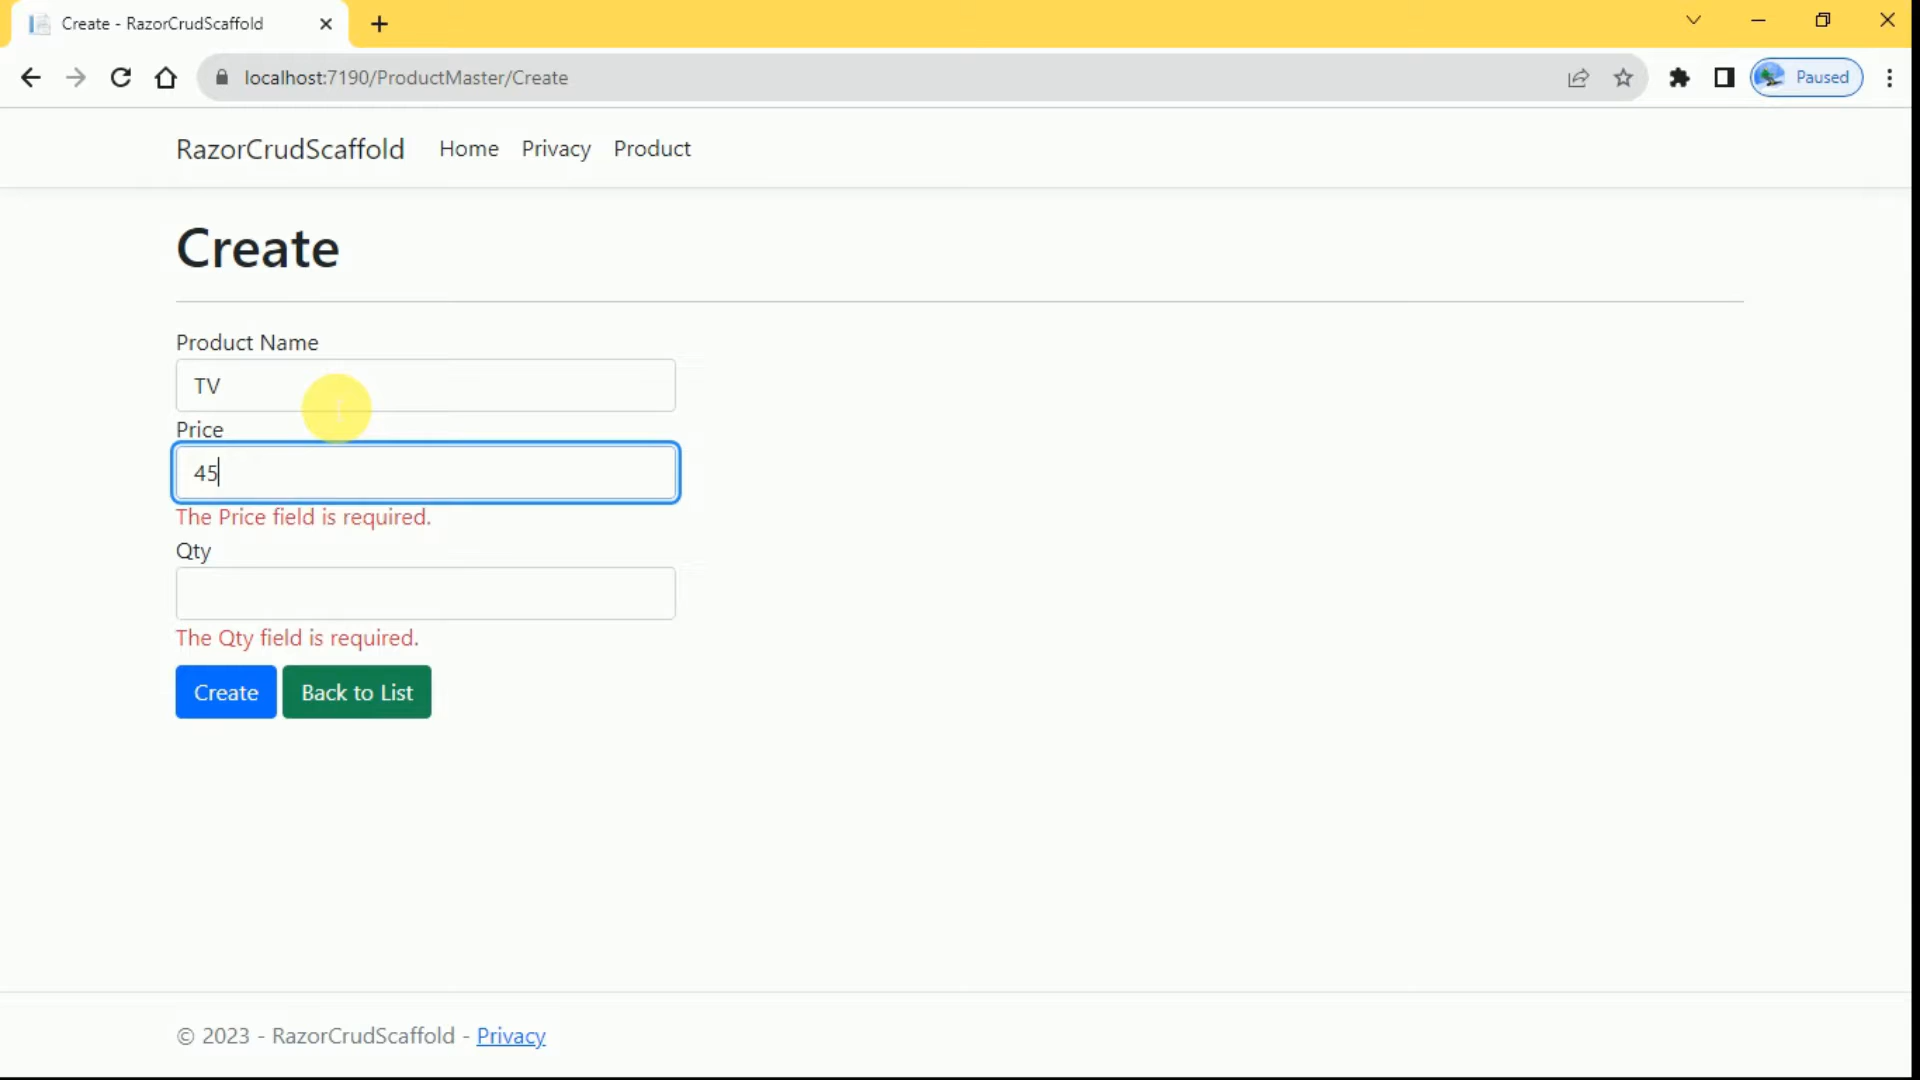 Create - RazorCrudScaffold
localhost:7190/ProductMaster/Create
Paused
RazorCrudScaffold Home Privacy Product
Create
Product Name
TV
Price
45
The Price field is required.
Qty
The Qty field is required.
Create Back to List
© 2023 - RazorCrudScaffold - Privacy